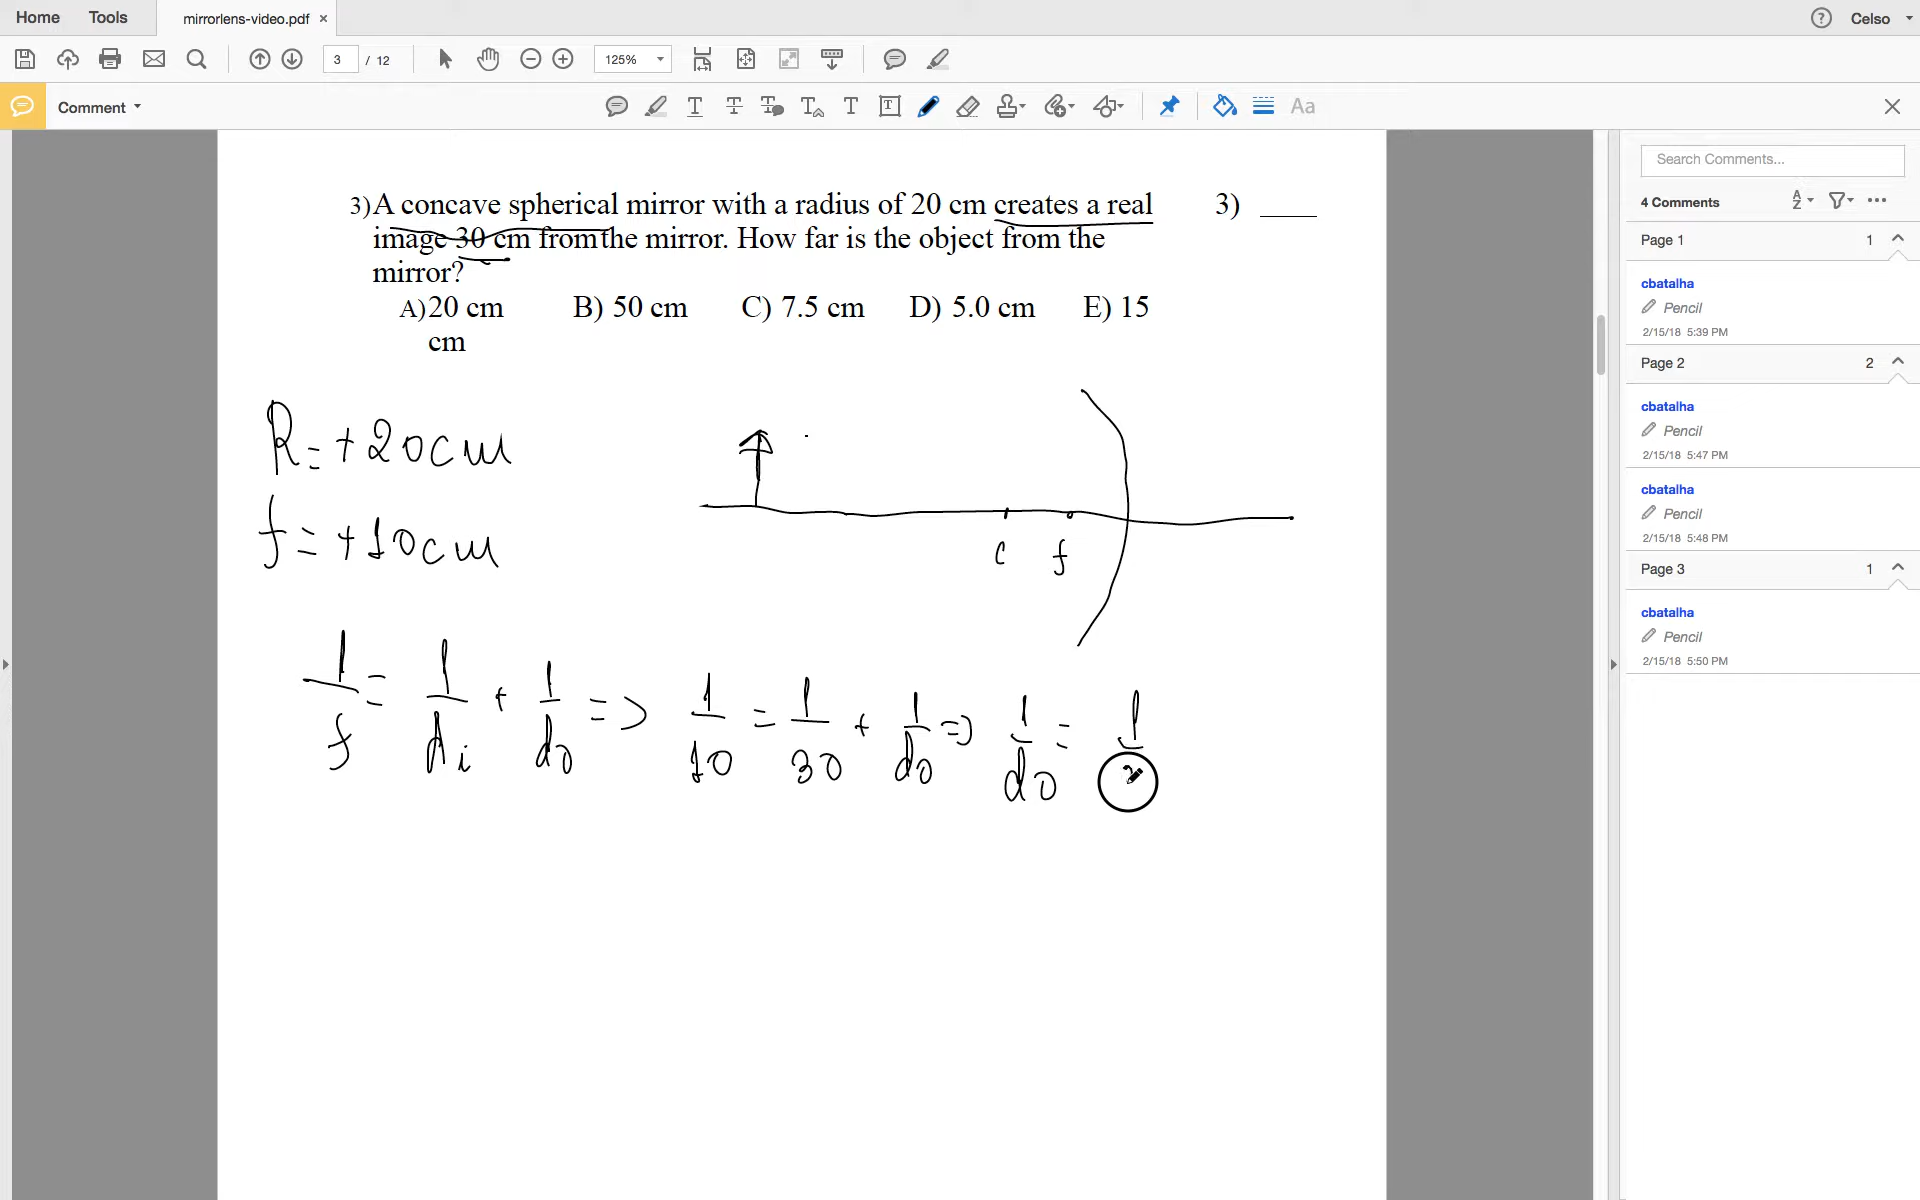 Home Tools mirrorlens-video.pdf × Celso
3 / 12 125%
Comment T T T T T T Aa
Search Comments...
4 Comments
Page 1 1
cbatalha
Pencil
2/15/18 5:39 PM
Page 2 2
cbatalha
Pencil
2/15/18 5:47 PM
cbatalha
Pencil
2/15/18 5:48 PM
Page 3 1
cbatalha
Pencil
2/15/18 5:50 PM
3)A concave spherical mirror with a radius of 20 cm creates a real 3) ____
image 30 cm from the mirror. How far is the object from the
mirror?
A)20 cm B) 50 cm C) 7.5 cm D) 5.0 cm E) 15
cm
R = +20cm
f = +10cm
c f
1/f = 1/di + 1/do => 1/10 = 1/30 + 1/do => 1/do = 1/